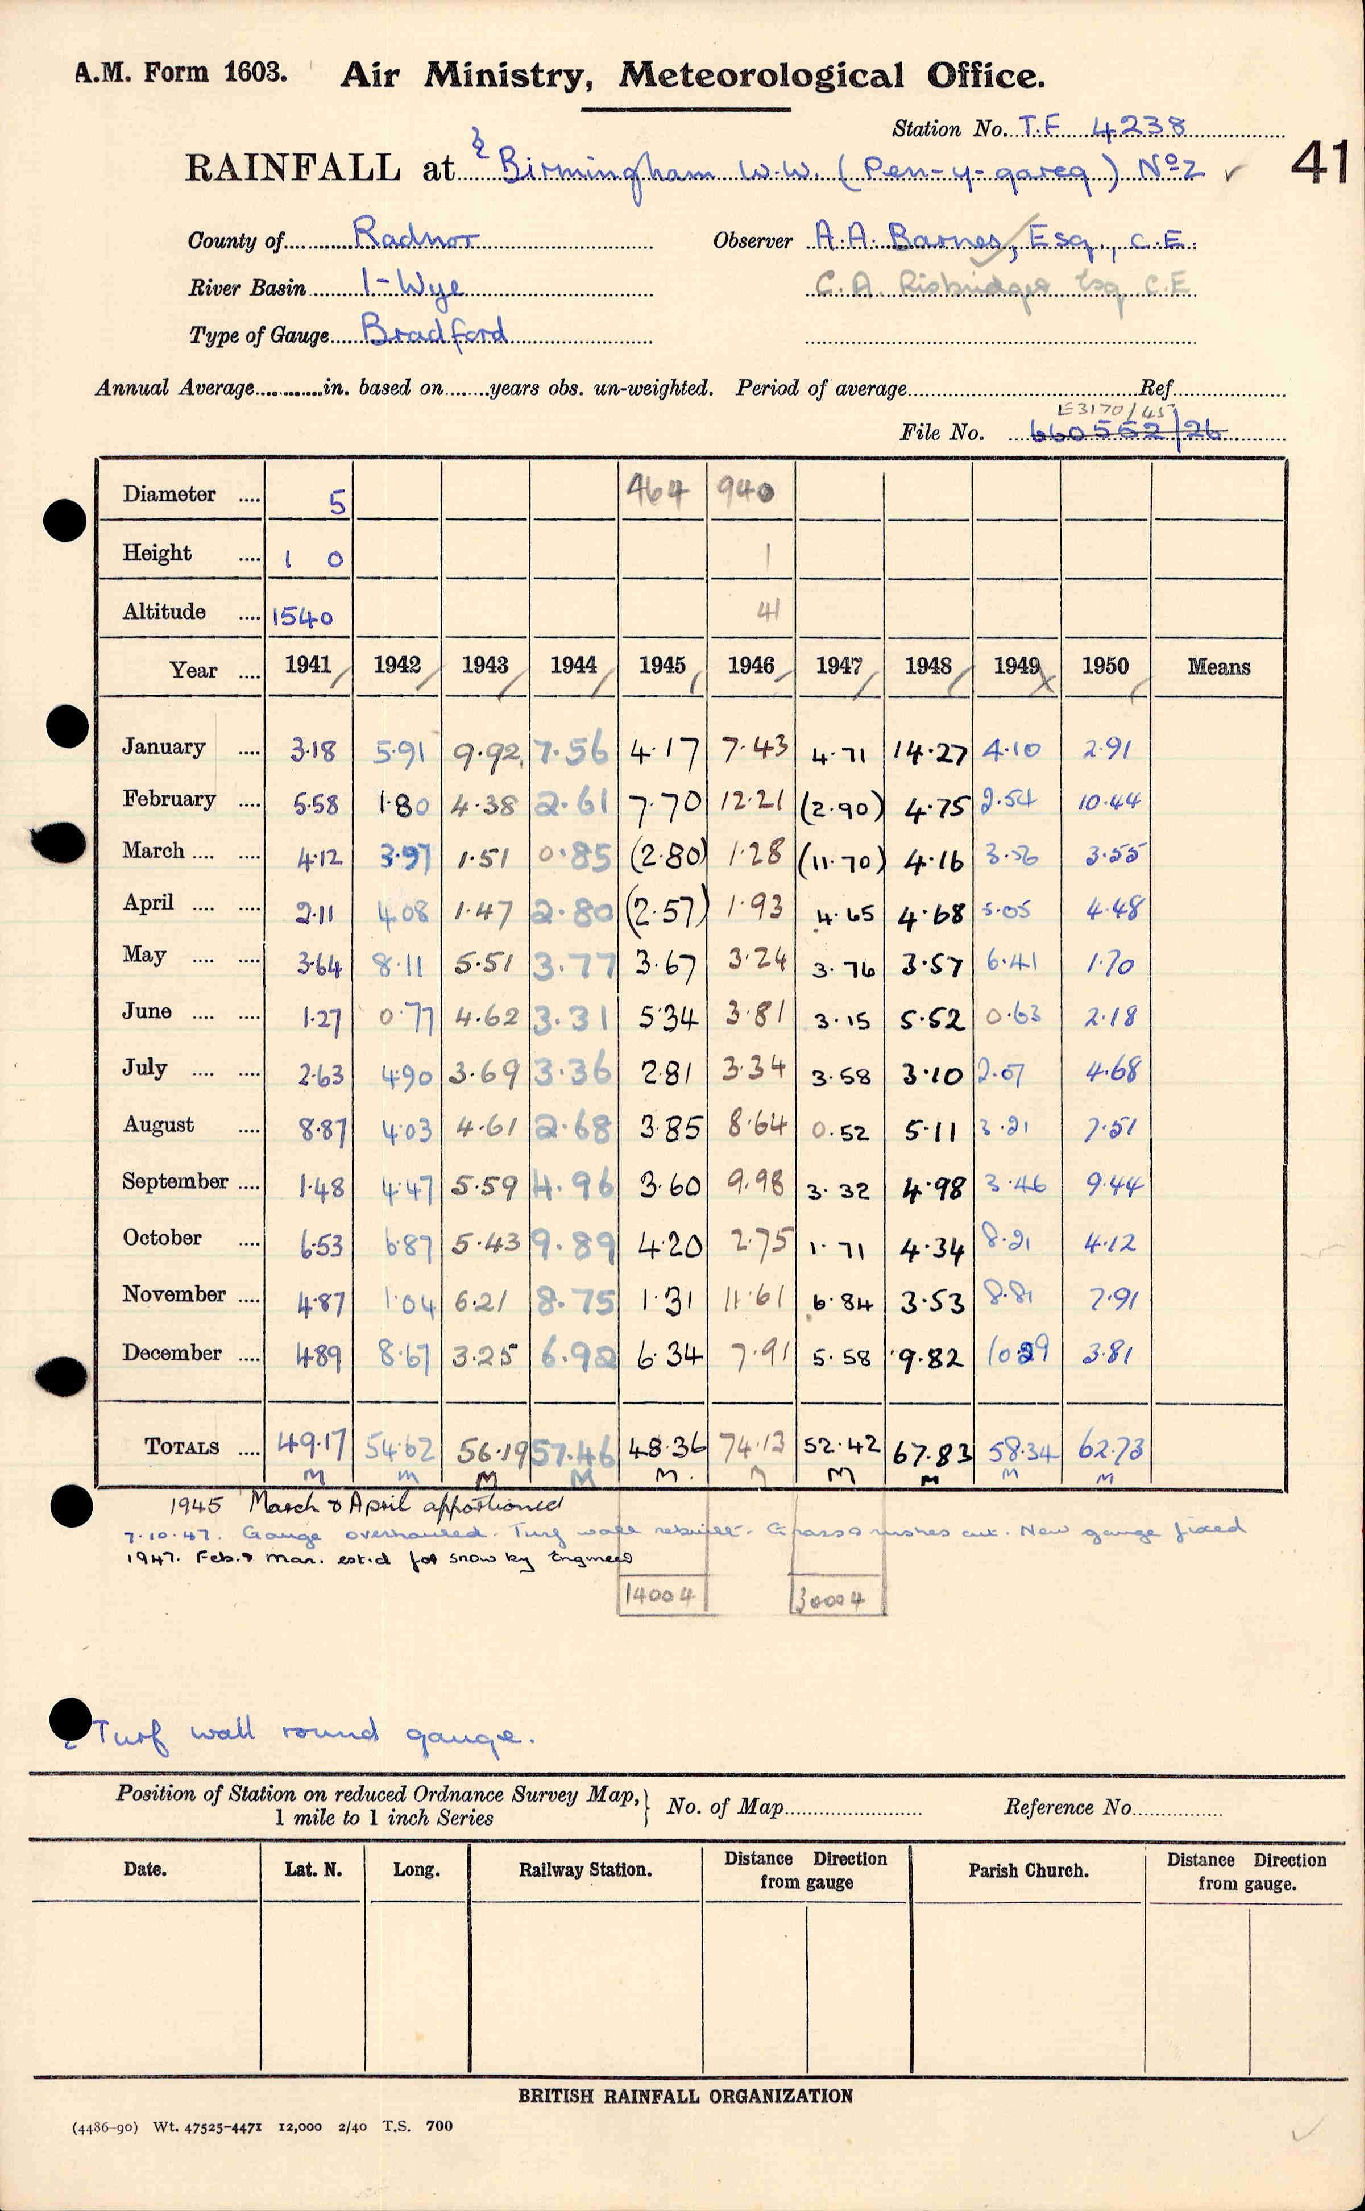 A.M. Form 1603. Air Ministry, Meteorological Office.
Station No. T.F 4238
RAINFALL at Birmingham W.W. (Pen-y-gareg) Nº2 ✓ 41
County of Radnor Observer A.A. Barnes, Esq., C.E.
River Basin 1-Wye C.A. Risbridger Esq C.E
Type of Gauge Bradford
Annual Average in. based on years obs. un-weighted. Period of average Ref
E3170/45
File No. 660562/26
Diameter 5 464 940
Height 1 0 1
Altitude 1540 41
Year 1941 1942 1943 1944 1945 1946 1947 1948 1949 1950 Means
January 3.18 5.91 9.92 7.56 4.17 7.43 4.71 14.27 4.10 2.91
February 5.58 1.80 4.38 2.61 7.70 12.21 (2.90) 4.75 2.54 10.44
March 4.12 3.97 1.51 0.85 (2.80) 1.28 (11.70) 4.16 3.56 3.55
April 2.11 4.08 1.47 2.80 (2.57) 1.93 4.65 4.68 5.05 4.48
May 3.64 8.11 5.51 3.77 3.67 3.24 3.76 3.57 6.41 1.70
June 1.27 0.77 4.62 3.31 5.34 3.81 3.15 5.52 0.63 2.18
July 2.63 4.90 3.69 3.36 2.81 3.34 3.58 3.10 2.07 4.68
August 8.87 4.03 4.61 2.68 3.85 8.64 0.52 5.11 3.21 7.51
September 1.48 4.47 5.59 4.96 3.60 9.98 3.32 4.98 3.46 9.44
October 6.53 6.87 5.43 9.89 4.20 2.75 1.71 4.34 8.21 4.12
November 4.87 1.04 6.21 8.75 1.31 11.61 6.84 3.53 8.81 7.91
December 4.89 8.67 3.25 6.92 6.34 7.91 5.58 9.82 10.29 3.81
TOTALS 49.17 54.62 56.19 57.46 48.36 74.13 52.42 67.83 58.34 62.73
M M M M M. M M M M M
1945 March & April apportioned
7.10.47. Gauge overhauled. Turf wall rebuilt. Grass & rushes cut. New gauge fixed
1947. Feb. & Mar. est.d for snow by Engineer
14004 30004
Turf wall round gauge.
Position of Station on reduced Ordnance Survey Map, 1 mile to 1 inch Series No. of Map Reference No
Date. Lat. N. Long. Railway Station. Distance Direction from gauge Parish Church. Distance Direction from gauge.
BRITISH RAINFALL ORGANIZATION
(4486-90) Wt. 47525-4471 12,000 2/40 T.S. 700